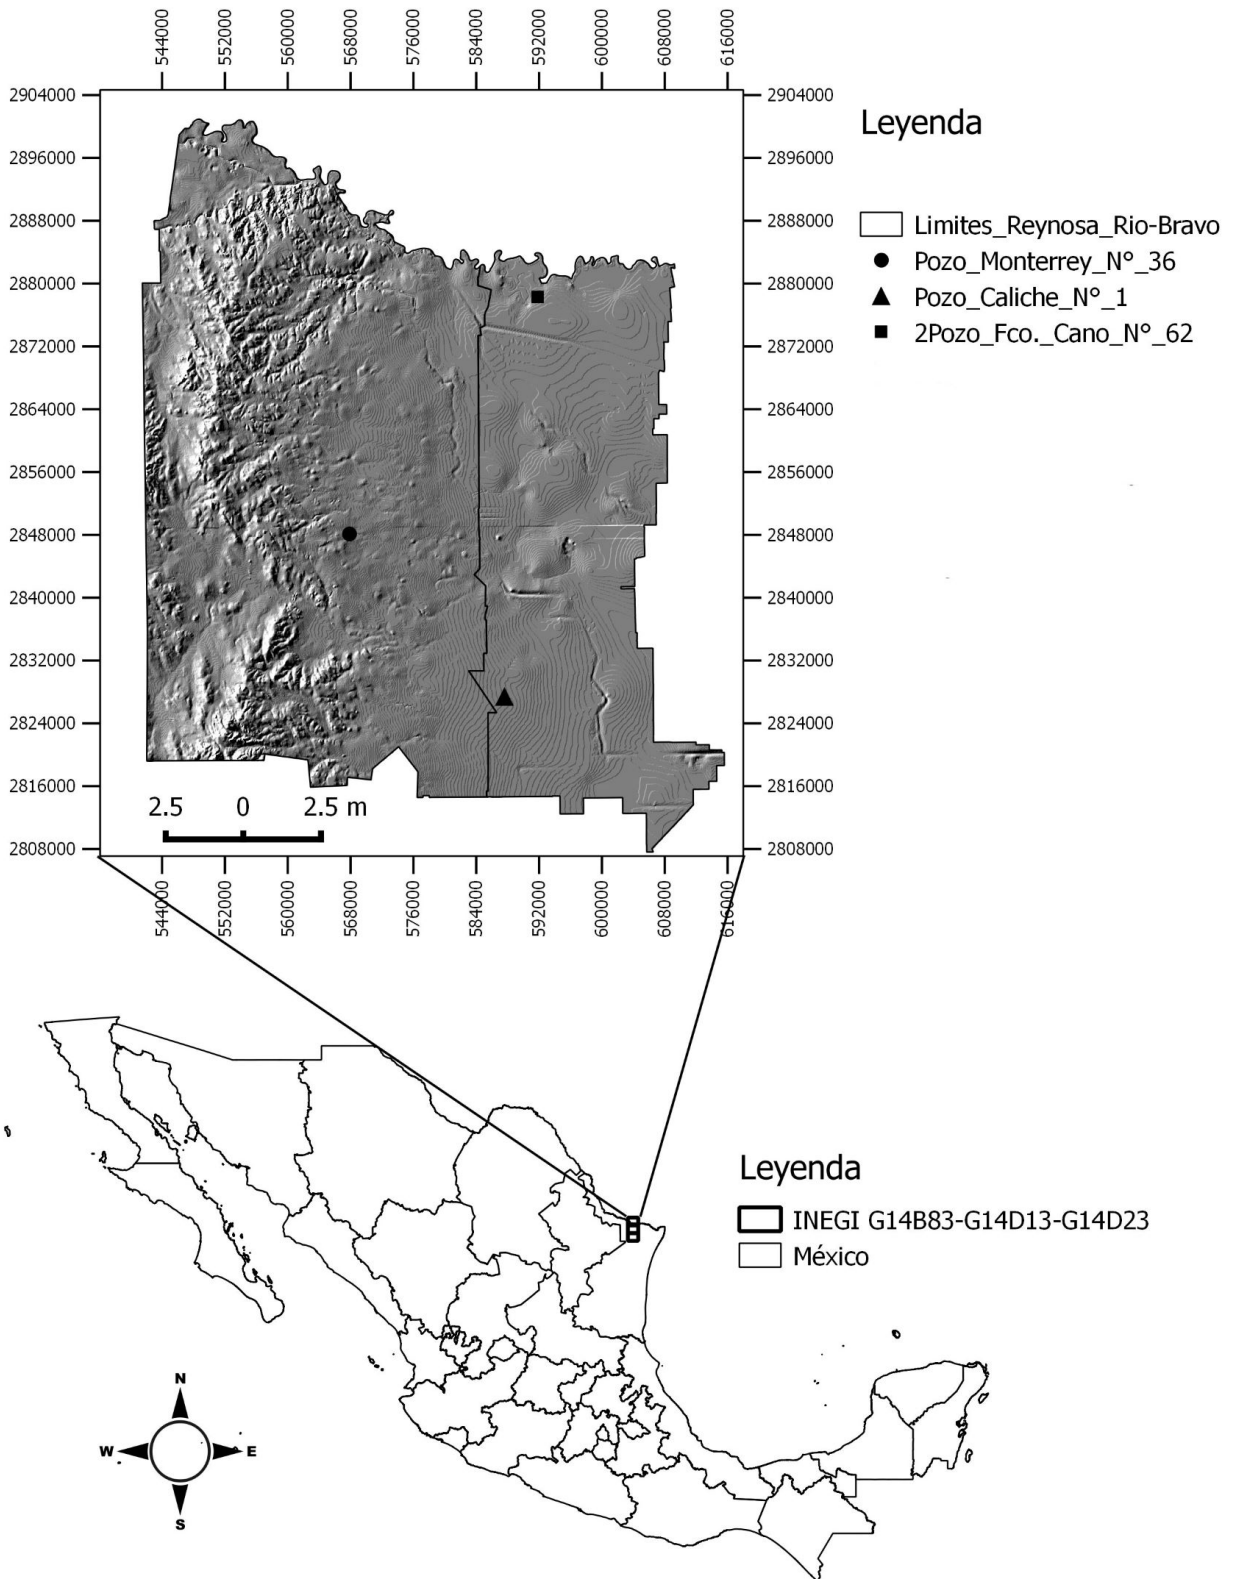 544000 552000 560000 568000 576000 584000 592000 600000 608000 616000
2904000 2904000
Leyenda
2896000 2896000
2888000 2888000
Limites_Reynosa_Rio-Bravo
Pozo_Monterrey_N°_36
2880000 2880000
Pozo_Caliche_N°_1
2Pozo_Fco._Cano_N°_62
2872000 2872000
2864000 2864000
2856000 2856000
2848000 2848000
2840000 2840000
2832000 2832000
2824000 2824000
2816000 2816000
2.5 0 2.5 m
2808000 2808000
544000 552000 560000 568000 576000 584000 592000 600000 608000 616000
Leyenda
INEGI G14B83-G14D13-G14D23
México
N
W E
S